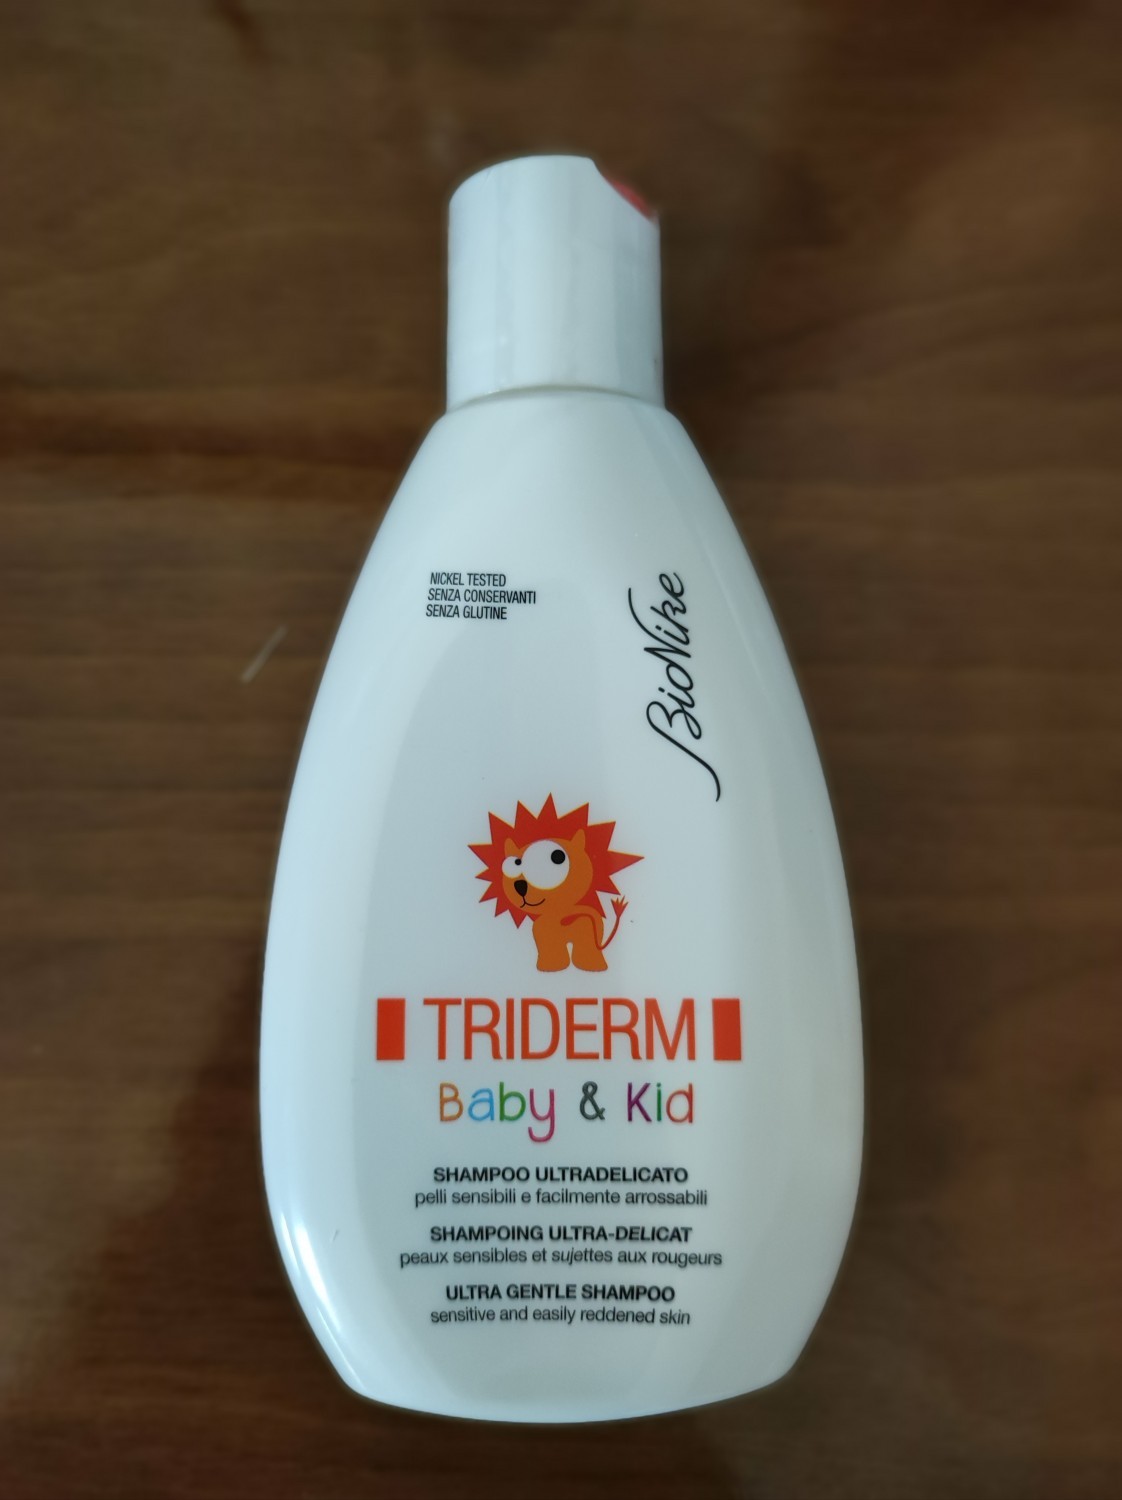 NICKEL TESTED
SENZA CONSERVANTI
SENZA GLUTINE
BioNike
TRIDERM
Baby & Kid
SHAMPOO ULTRADELICATO
pelli sensibili e facilmente arrossabili
SHAMPOING ULTRA-DELICAT
peaux sensibles et sujettes aux rougeurs
ULTRA GENTLE SHAMPOO
sensitive and easily reddened skin